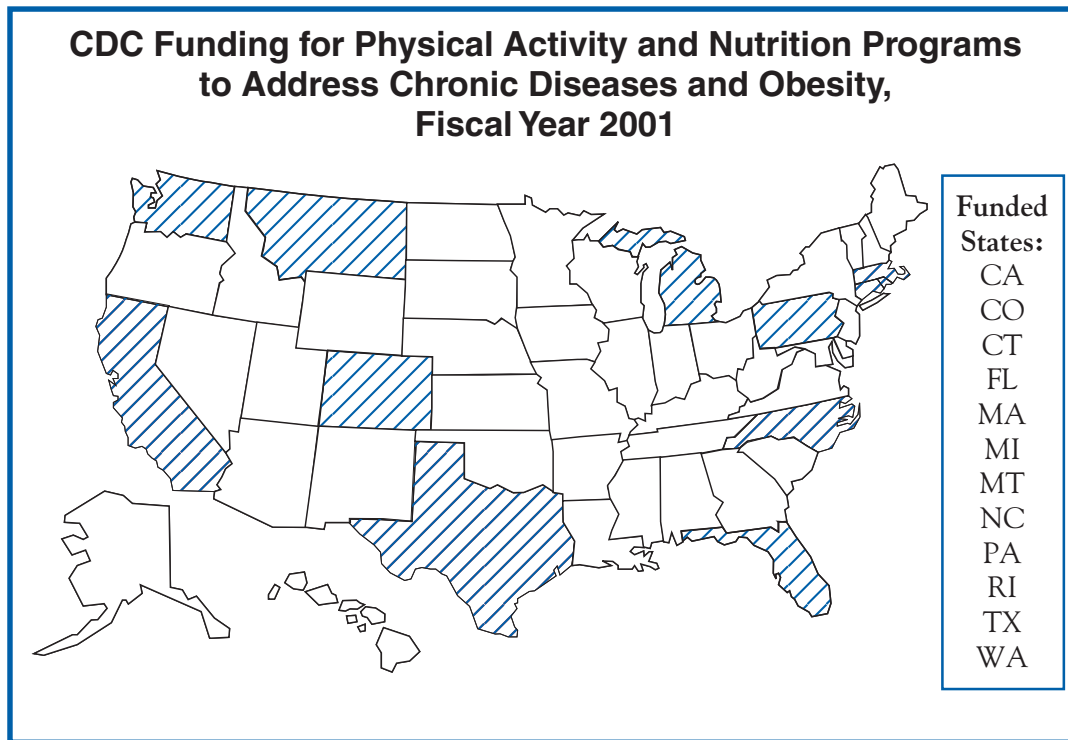 CDC Funding for Physical Activity and Nutrition Programs
to Address Chronic Diseases and Obesity,
Fiscal Year 2001
Funded
States:
CA
CO
CT
FL
MA
MI
MT
NC
PA
RI
TX
WA